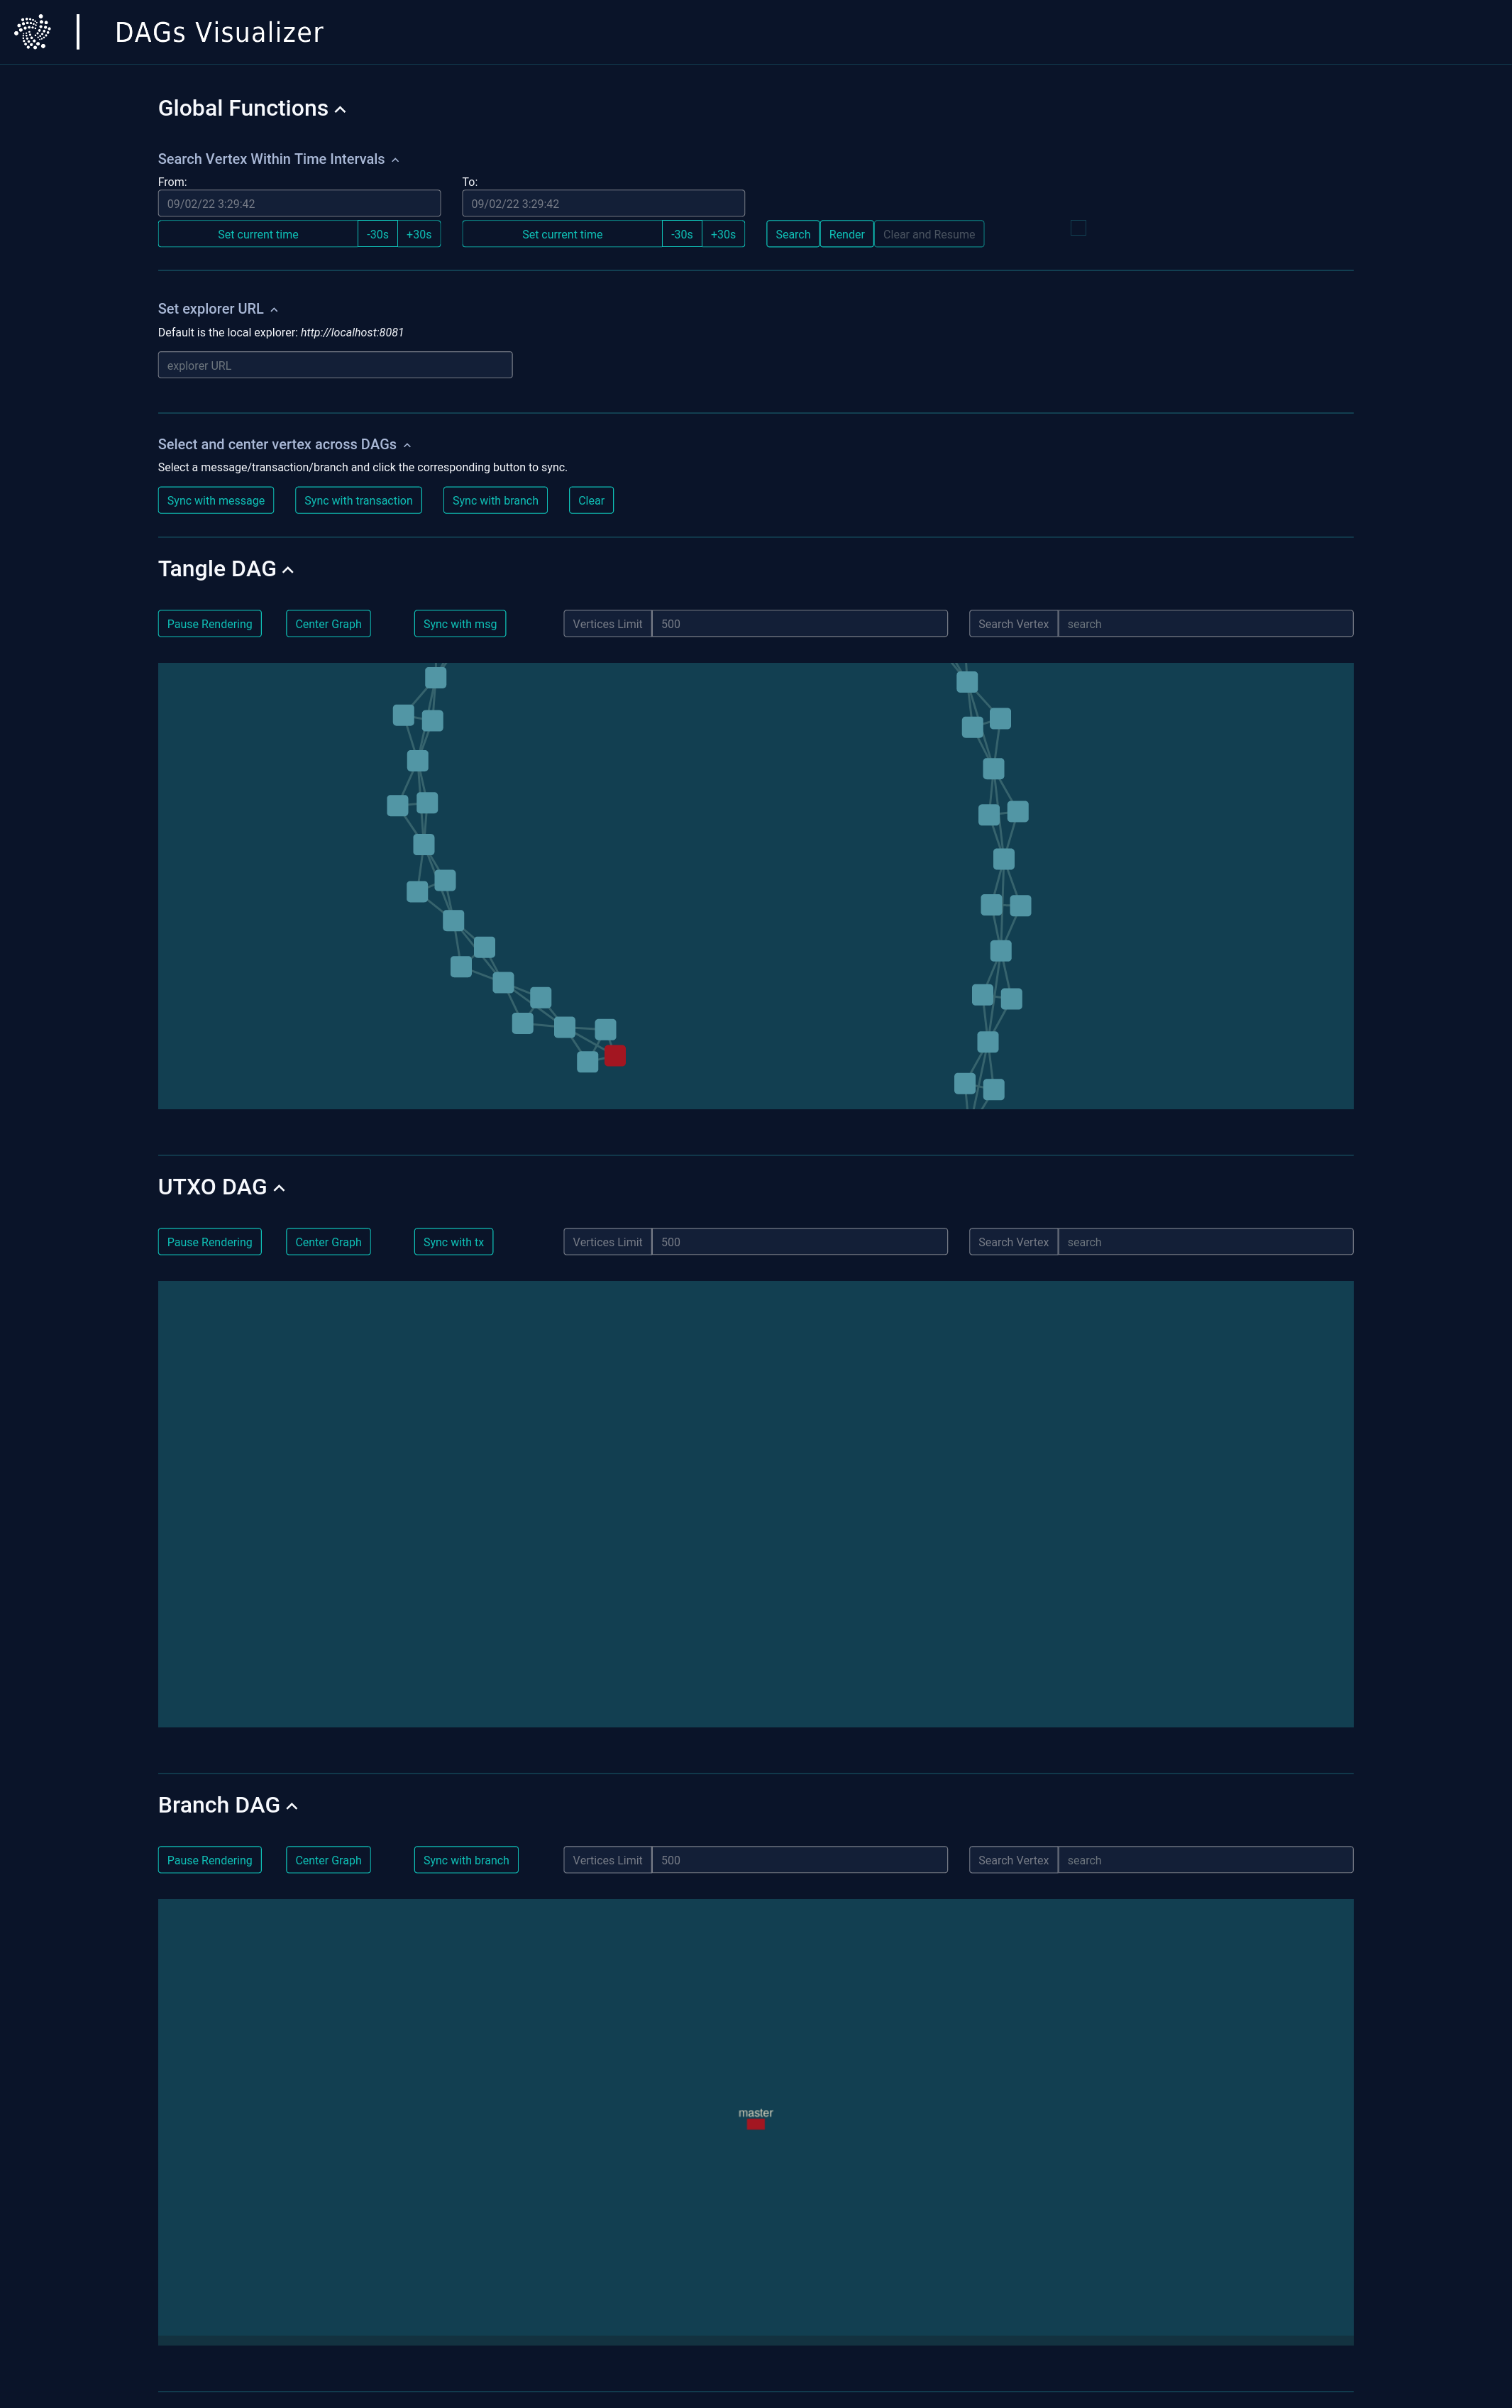 DAGs Visualizer
Global Functions
Search Vertex Within Time Intervals
From: To:
09/02/22 3:29:42 09/02/22 3:29:42
Set current time -30s +30s Set current time -30s +30s Search Render Clear and Resume
Set explorer URL
Default is the local explorer: http://localhost:8081
explorer URL
Select and center vertex across DAGs
Select a message/transaction/branch and click the corresponding button to sync.
Sync with message Sync with transaction Sync with branch Clear
Tangle DAG
Pause Rendering Center Graph Sync with msg Vertices Limit 500 Search Vertex search
UTXO DAG
Pause Rendering Center Graph Sync with tx Vertices Limit 500 Search Vertex search
Branch DAG
Pause Rendering Center Graph Sync with branch Vertices Limit 500 Search Vertex search
master